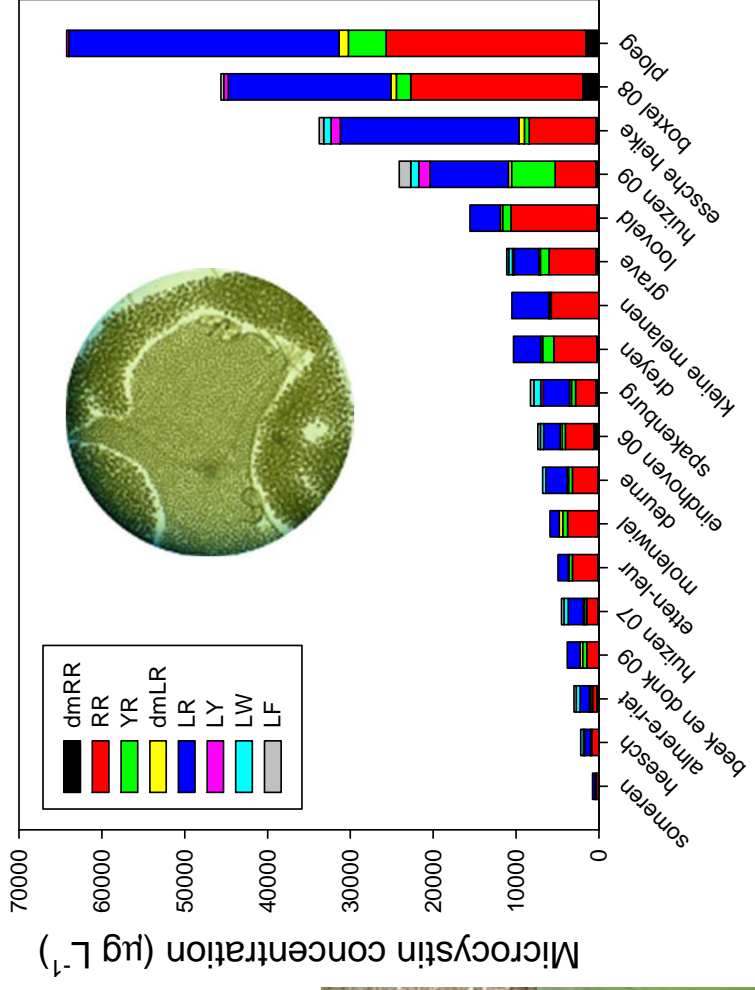 Microcystin concentration (µg L⁻¹)
70000
60000
50000
40000
30000
20000
10000
0
dmRR
RR
YR
dmLR
LR
LY
LW
LF
someren
heesch
almere-riet
beek en donk 09
huizen 07
etten-leur
molenwiel
deurne
eindhoven 06
spakenburg
dreyen
kleine melanen
grave
looveld
huizen 09
essche heike
boxtel 08
ploeg